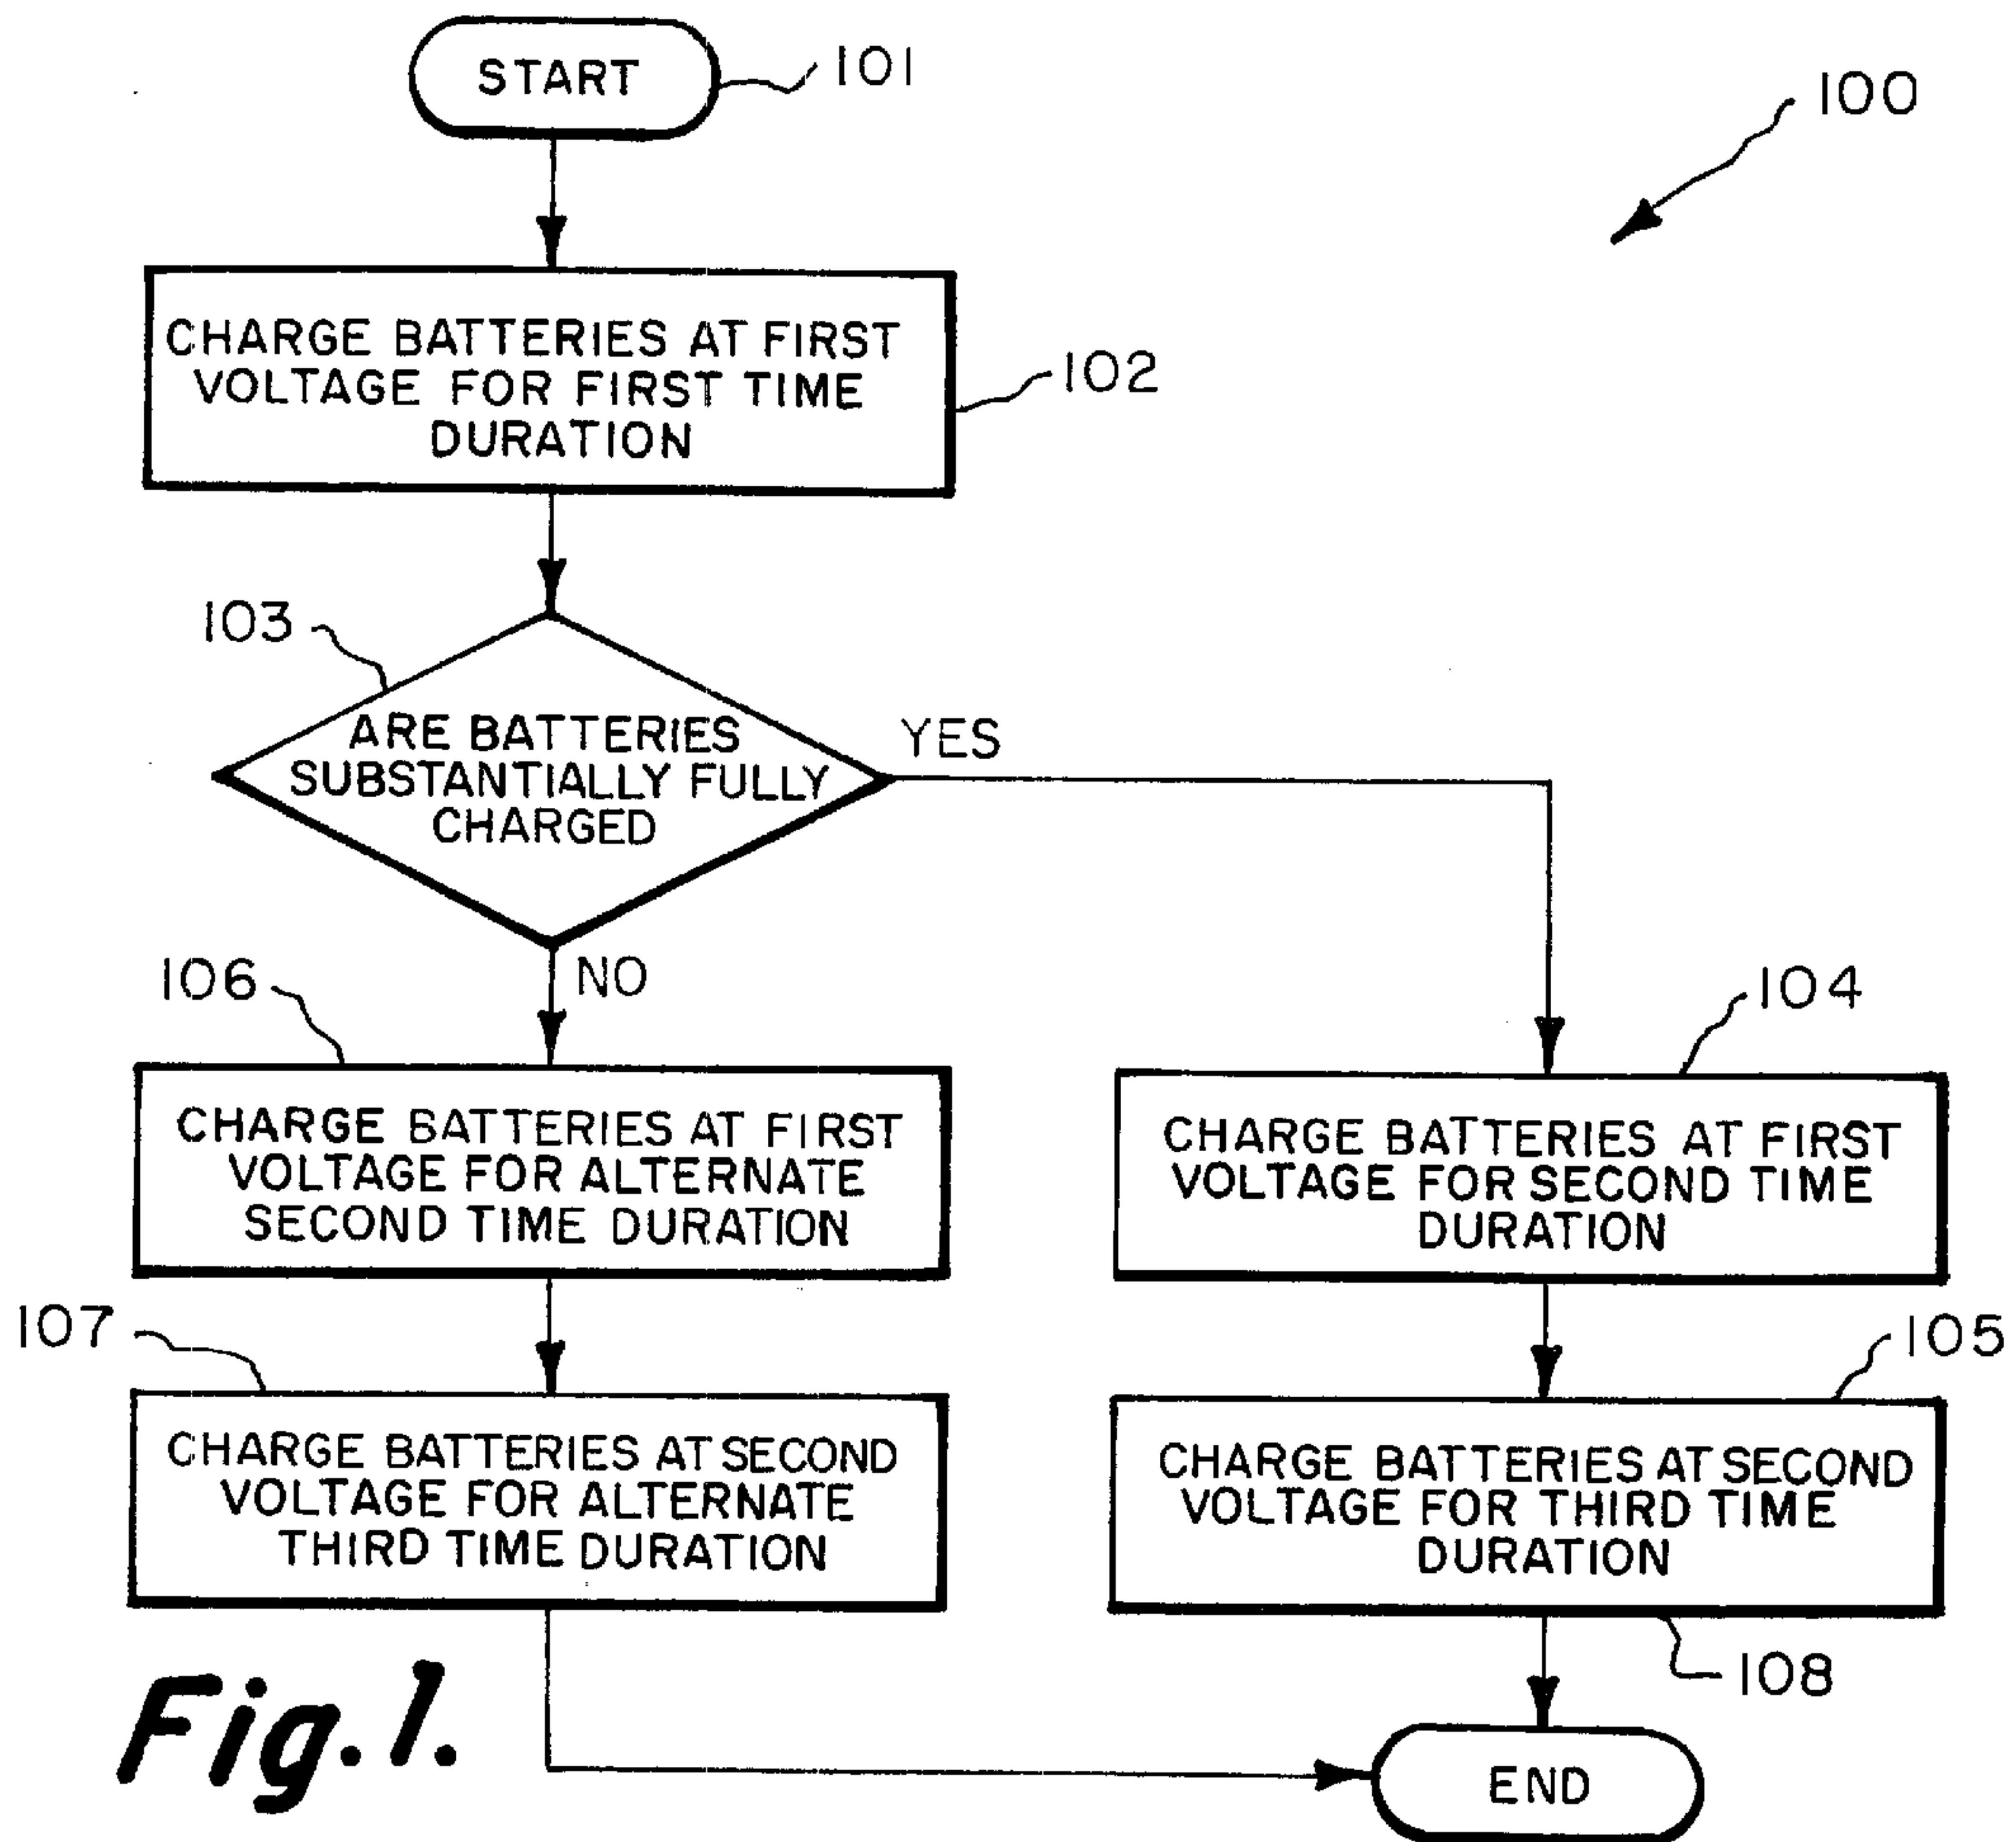 START
101
100
CHARGE BATTERIES AT FIRST
VOLTAGE FOR FIRST TIME
DURATION
102
103
ARE BATTERIES
SUBSTANTIALLY FULLY
CHARGED
YES
NO
106
CHARGE BATTERIES AT FIRST
VOLTAGE FOR ALTERNATE
SECOND TIME DURATION
104
CHARGE BATTERIES AT FIRST
VOLTAGE FOR SECOND TIME
DURATION
107
CHARGE BATTERIES AT SECOND
VOLTAGE FOR ALTERNATE
THIRD TIME DURATION
105
CHARGE BATTERIES AT SECOND
VOLTAGE FOR THIRD TIME
DURATION
108
END
Fig.1.